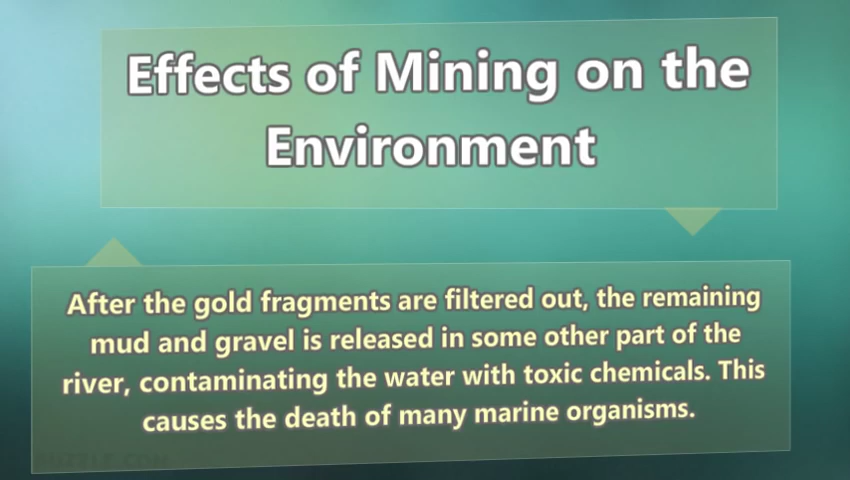 Effects of Mining on the
Environment
After the gold fragments are filtered out, the remaining
mud and gravel is released in some other part of the
river, contaminating the water with toxic chemicals. This
causes the death of many marine organisms.